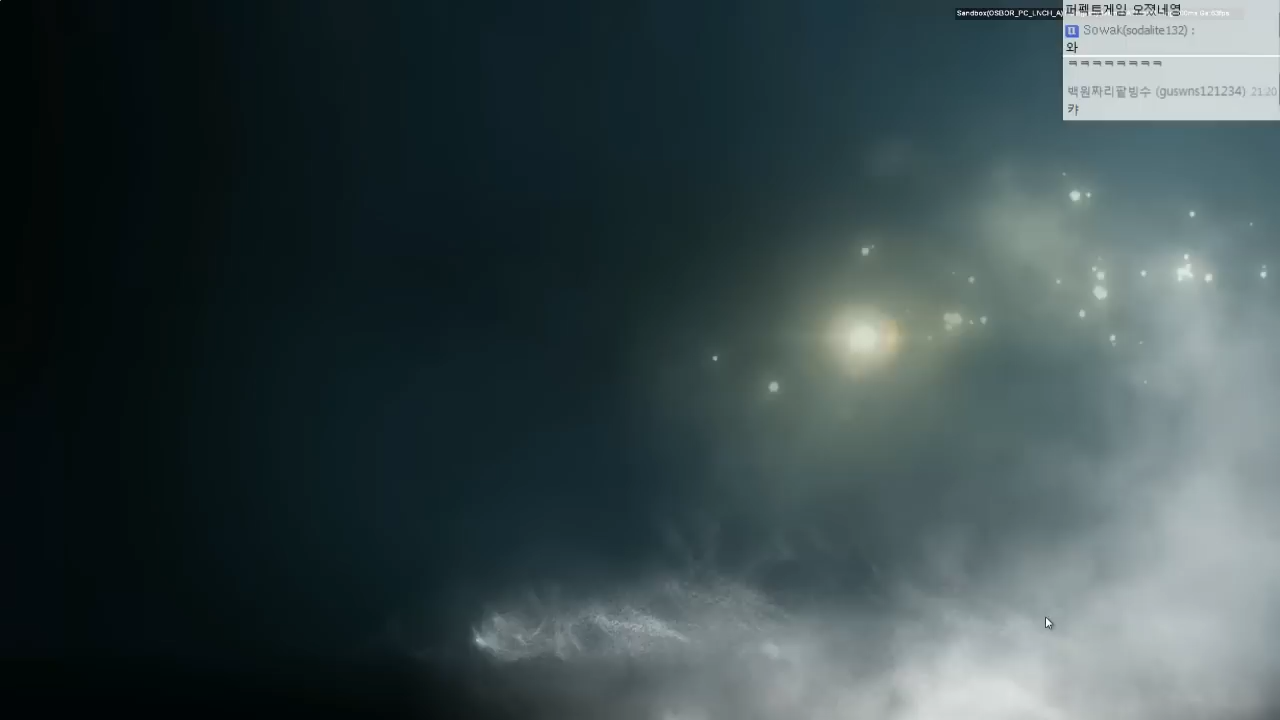 Sandbox(OSBOR_PC_LNCH_A)
퍼펙트게임 오졌네영
u Sowak(sodalite132) :
와
ㅋㅋㅋㅋㅋㅋㅋㅋ
백원짜리팥빙수 (guswns121234) 21:20
캬